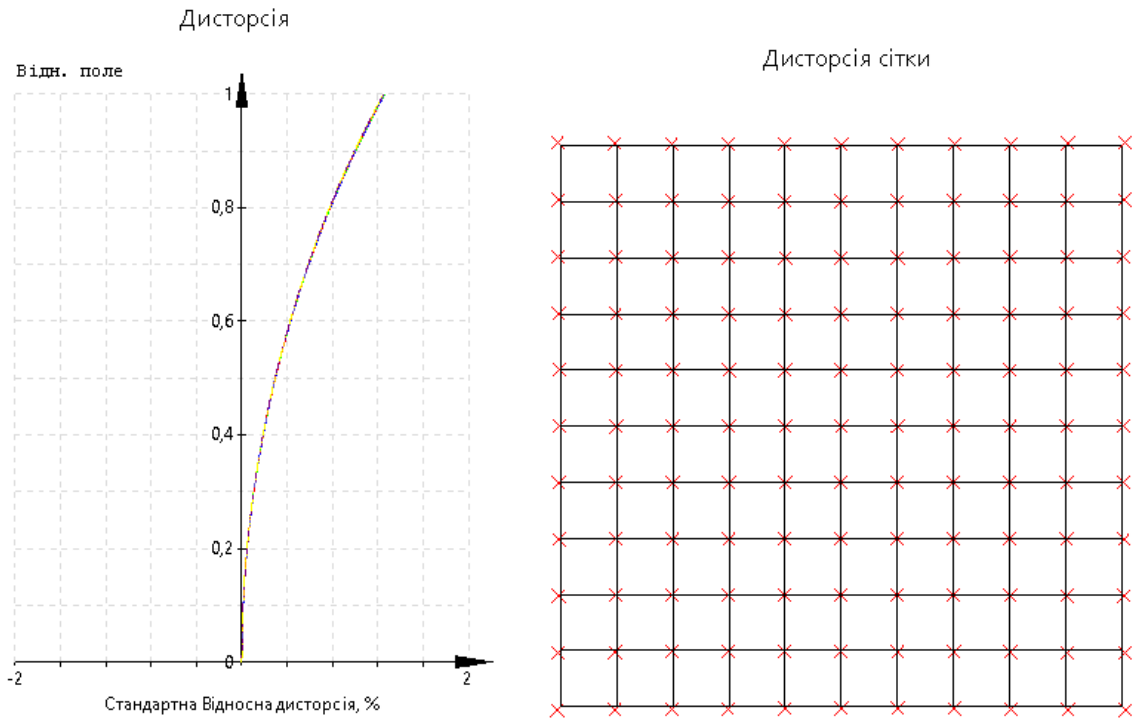 Дисторсія
Відн. поле
1
0,8
0,6
0,4
0,2
0
-2
2
Стандартна Відносна дисторсія, %
Дисторсія сітки